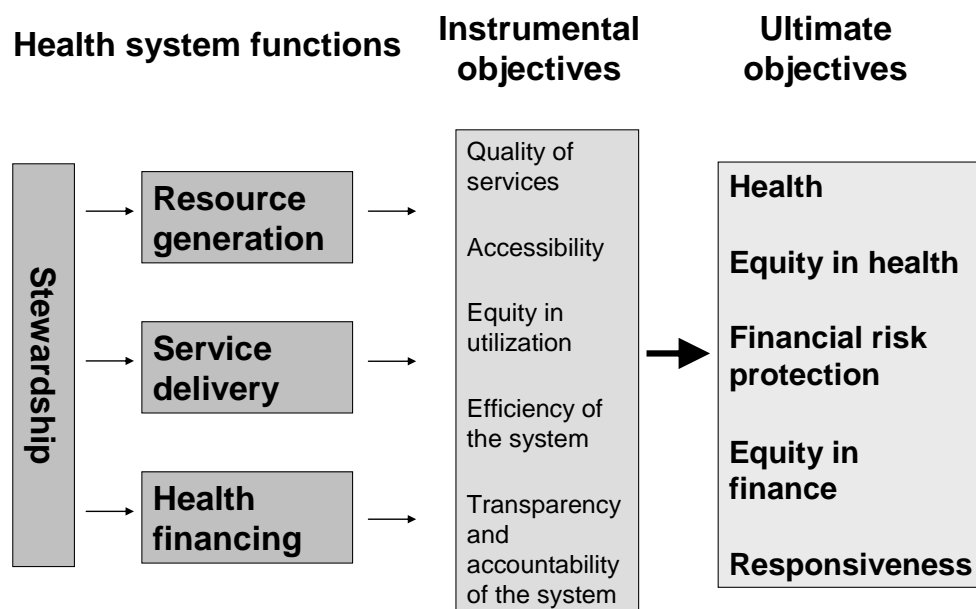 Health system functions
Instrumental
objectives
Ultimate
objectives
Stewardship
Resource
generation
Service
delivery
Health
financing
Quality of
services
Accessibility
Equity in
utilization
Efficiency of
the system
Transparency
and
accountability
of the system
Health
Equity in health
Financial risk
protection
Equity in
finance
Responsiveness